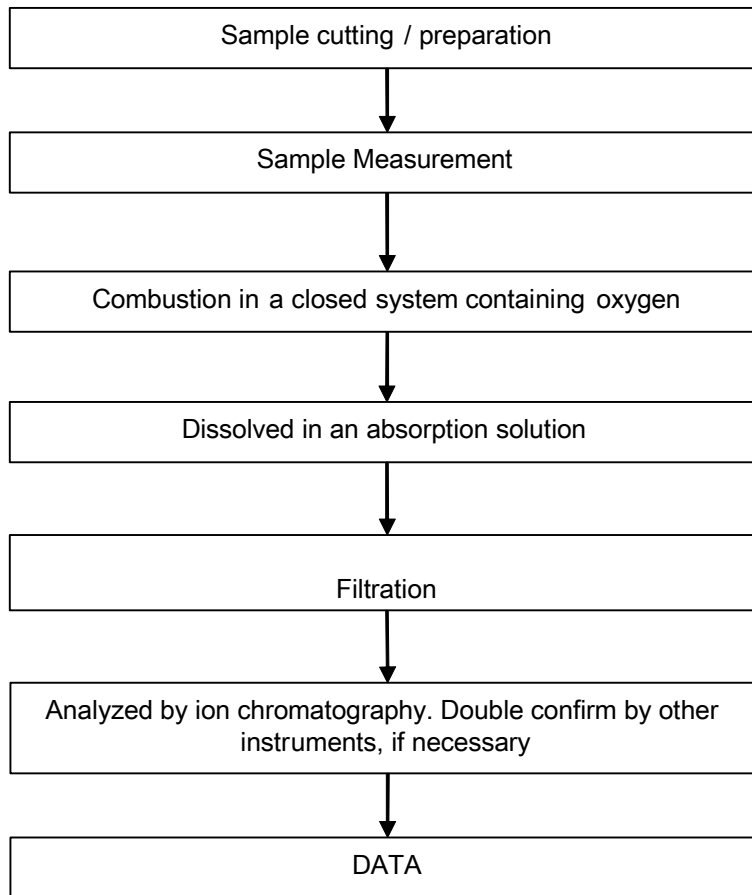 Sample cutting / preparation
Sample Measurement
Combustion in a closed system containing oxygen
Dissolved in an absorption solution
Filtration
Analyzed by ion chromatography. Double confirm by other
instruments, if necessary
DATA